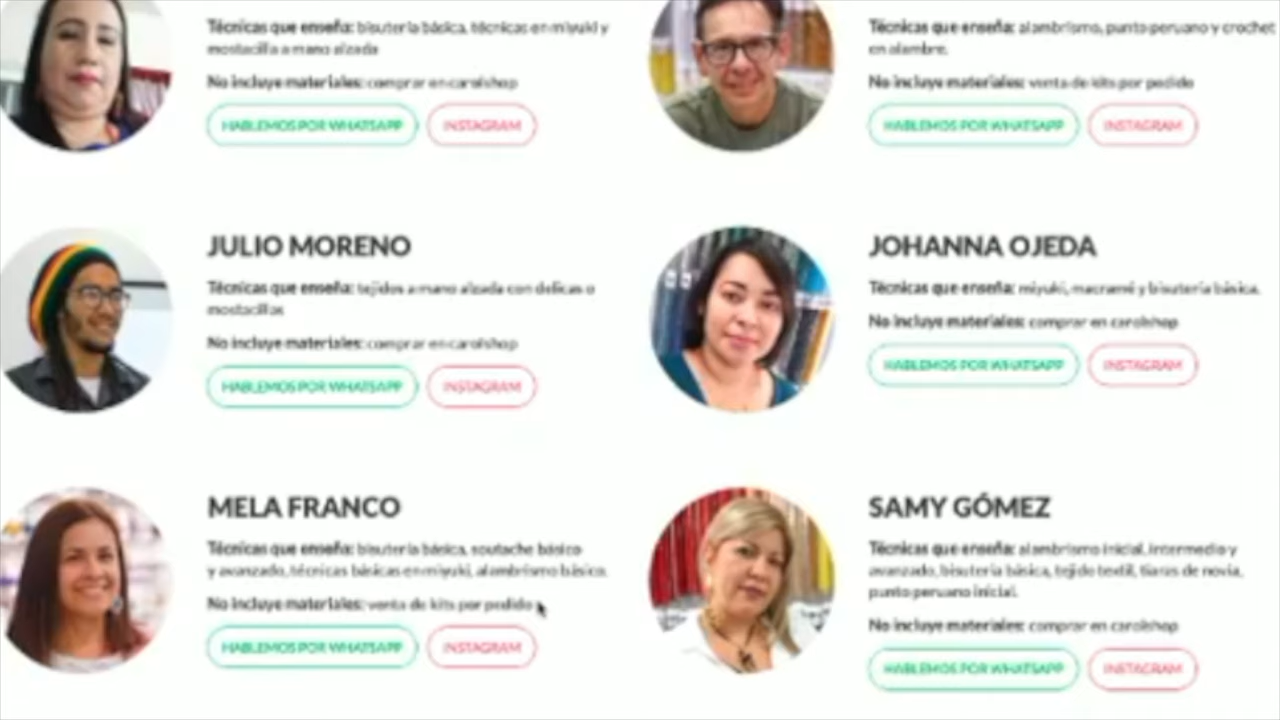 Técnicas que enseña: bisutería básica, técnicas en miyuki y
mostacilla a mano alzada
No incluye materiales: comprar en carolshop
HABLEMOS POR WHATSAPP
INSTAGRAM
Técnicas que enseña: alambrismo, punto peruano y crochet
en alambre.
No incluye materiales: venta de kits por pedido
HABLEMOS POR WHATSAPP
INSTAGRAM
JULIO MORENO
Técnicas que enseña: tejidos a mano alzada con delicas o
mostacillas
No incluye materiales: comprar en carolshop
HABLEMOS POR WHATSAPP
INSTAGRAM
JOHANNA OJEDA
Técnicas que enseña: miyuki, macramé y bisutería básica.
No incluye materiales: comprar en carolshop
HABLEMOS POR WHATSAPP
INSTAGRAM
MELA FRANCO
Técnicas que enseña: bisutería básica, soutache básico
y avanzado, técnicas básicas en miyuki, alambrismo básico.
No incluye materiales: venta de kits por pedido
HABLEMOS POR WHATSAPP
INSTAGRAM
SAMY GÓMEZ
Técnicas que enseña: alambrismo inicial, intermedio y
avanzado, bisutería básica, tejido textil, tiaras de novia,
punto peruano inicial.
No incluye materiales: comprar en carolshop
HABLEMOS POR WHATSAPP
INSTAGRAM